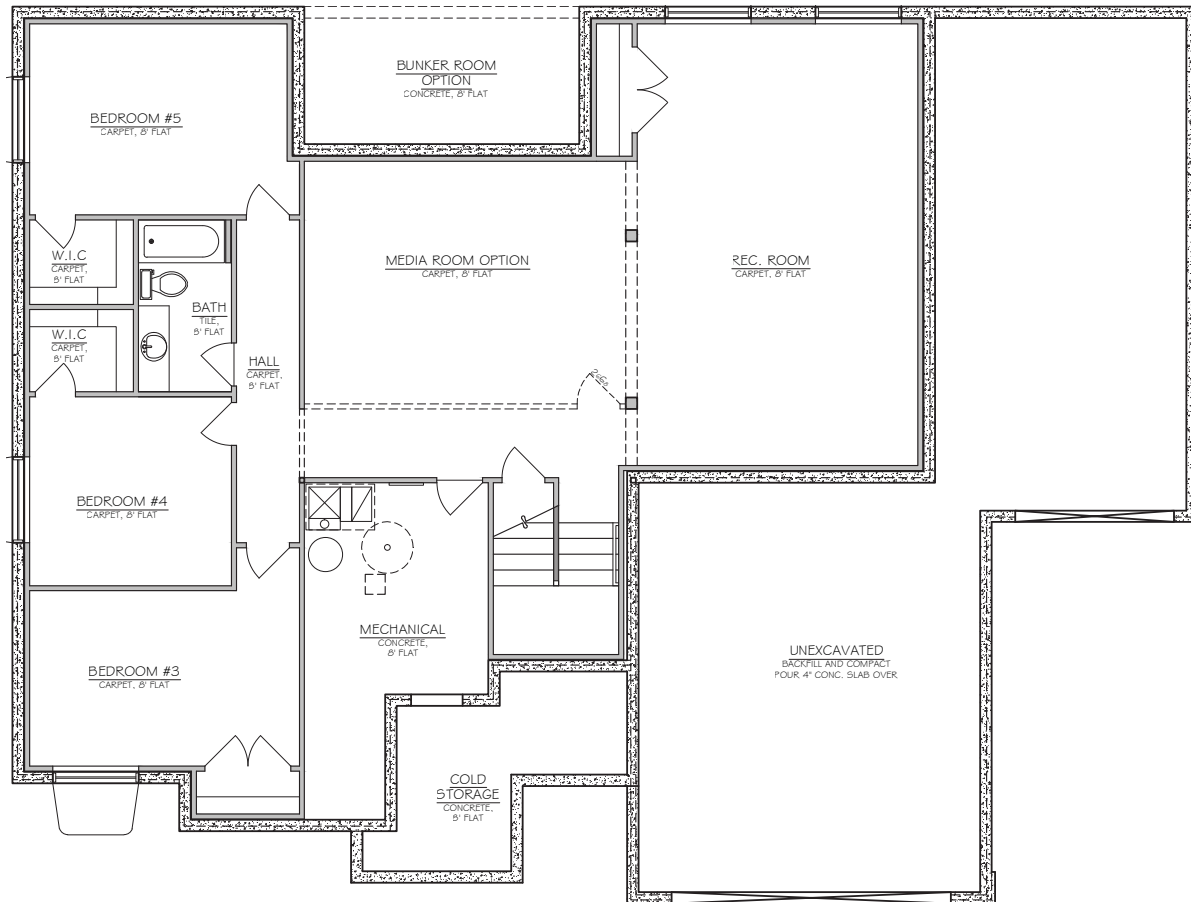 BUNKER ROOM
OPTION
CONCRETE, 8' FLAT
BEDROOM #5
CARPET, 8' FLAT
W.I.C
CARPET,
8' FLAT
MEDIA ROOM OPTION
CARPET, 8' FLAT
REC. ROOM
CARPET, 8' FLAT
BATH
TILE,
8' FLAT
W.I.C
CARPET,
8' FLAT
HALL
CARPET,
8' FLAT
2668
BEDROOM #4
CARPET, 8' FLAT
MECHANICAL
CONCRETE,
8' FLAT
UNEXCAVATED
BACKFILL AND COMPACT
POUR 4" CONC. SLAB OVER
BEDROOM #3
CARPET, 8' FLAT
COLD
STORAGE
CONCRETE,
8' FLAT